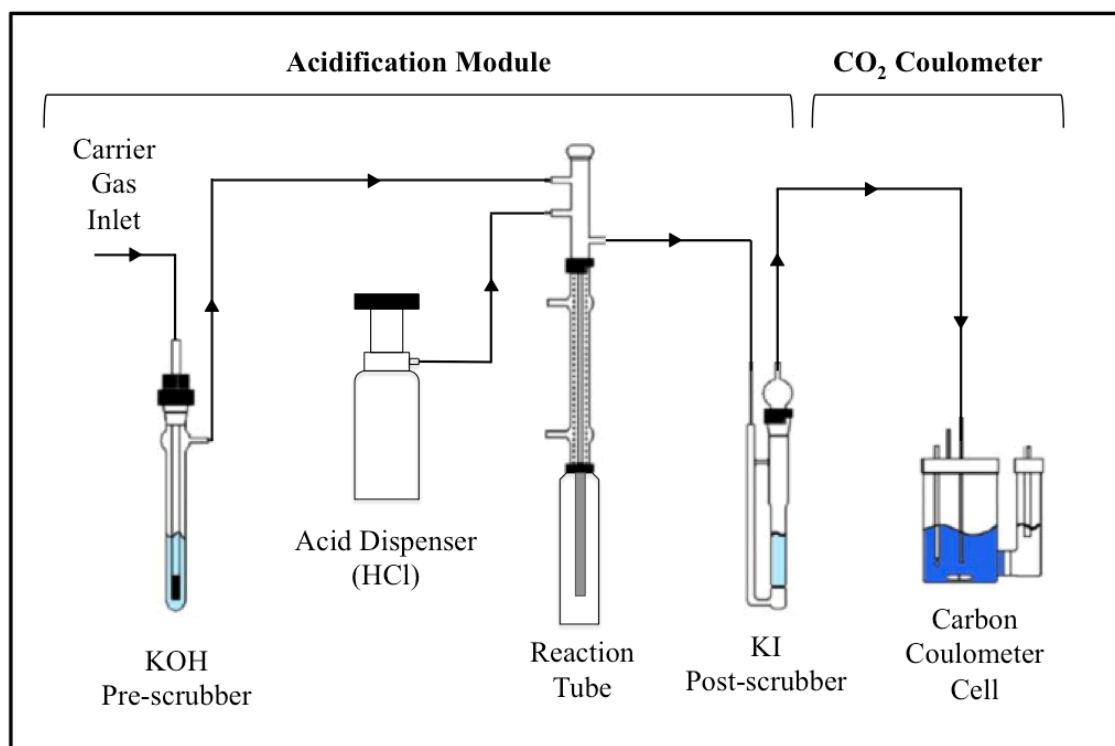 Acidification Module
CO₂ Coulometer
Carrier
Gas
Inlet
Acid Dispenser
(HCl)
KOH
Pre-scrubber
Reaction
Tube
KI
Post-scrubber
Carbon
Coulometer
Cell